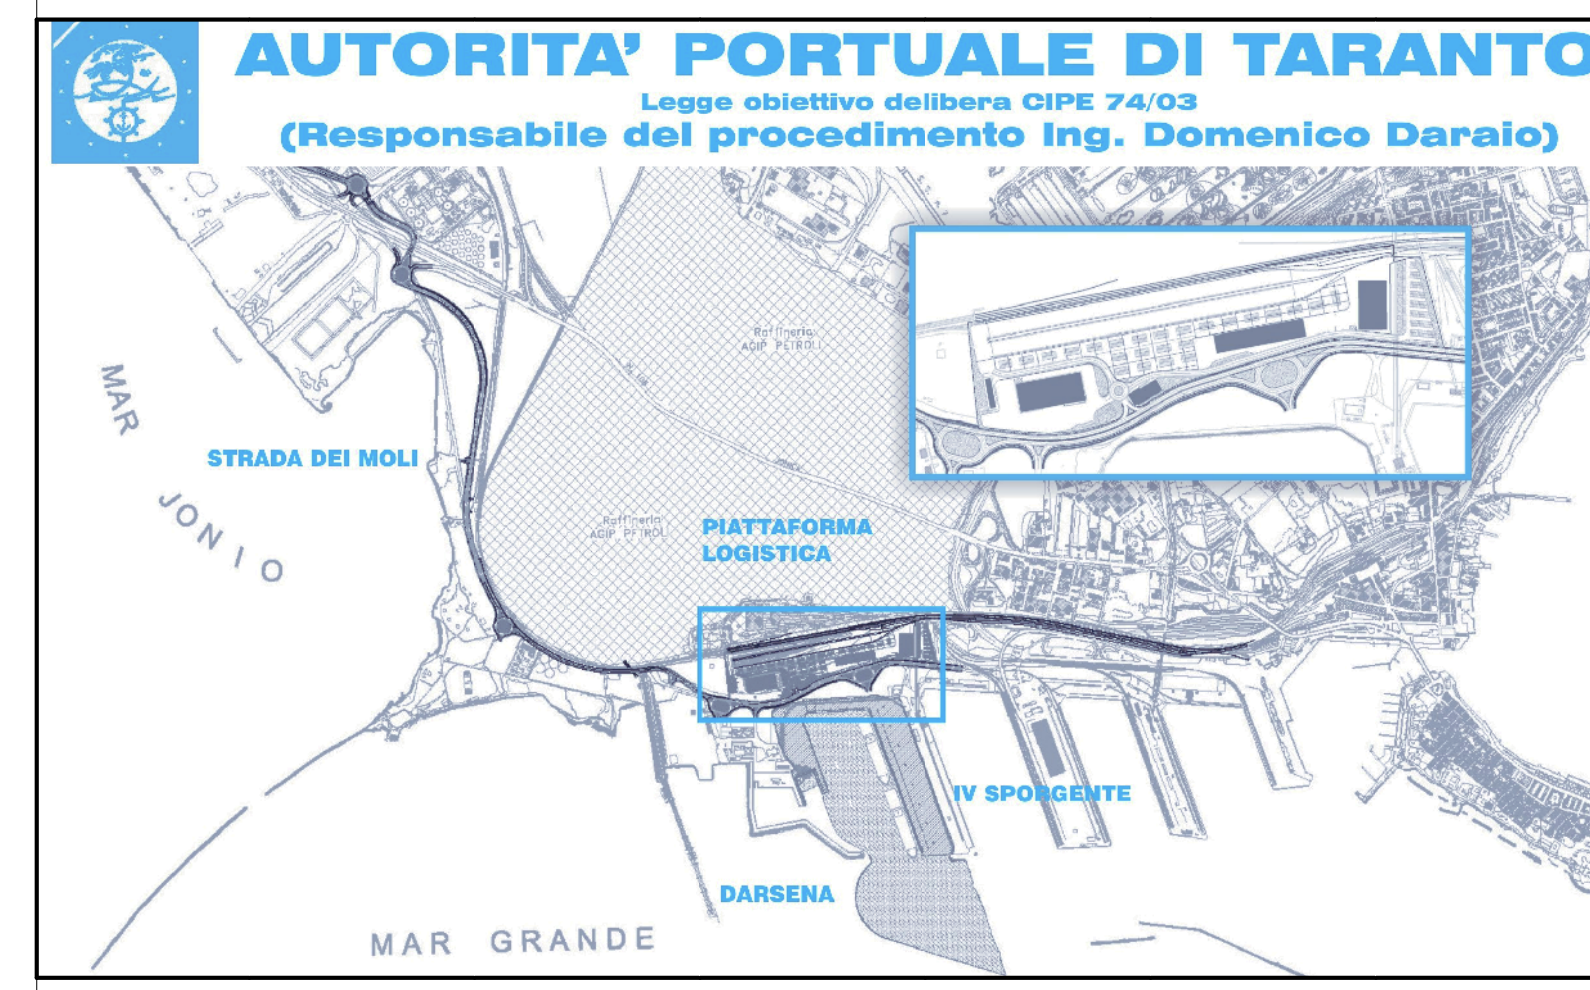 AUTORITA’ PORTUALE DI TARANTO
Legge obiettivo delibera CIPE 74/03
(Responsabile del procedimento Ing. Domenico Daraio)
Raffineria
AGIP PETROLI
MAR
JONIO
STRADA DEI MOLI
Raffineria
AGIP PETROL
PIATTAFORMA
LOGISTICA
IV SPORGENTE
DARSENA
MAR GRANDE